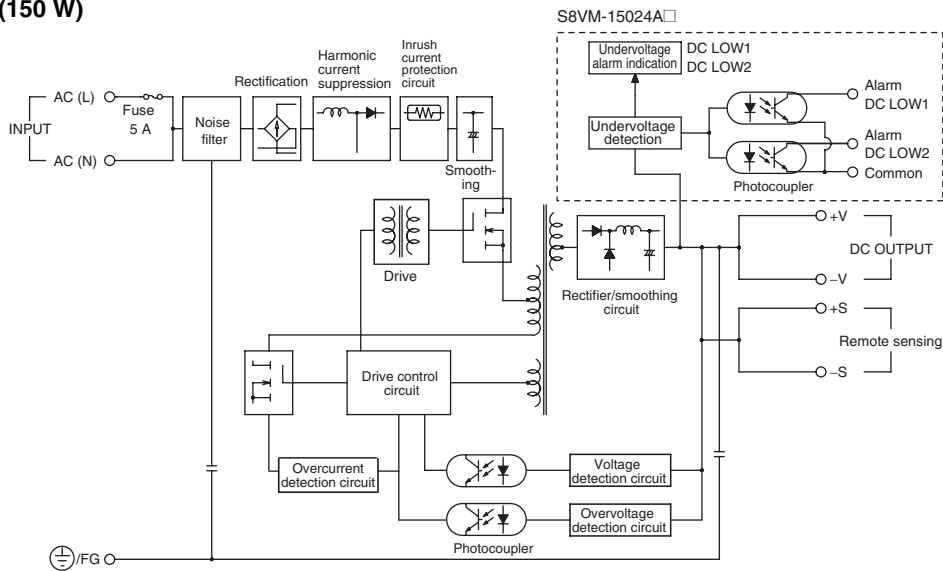 (150 W)
S8VM-15024A□
Undervoltage
alarm indication
DC LOW1
DC LOW2
Undervoltage
detection
Alarm
DC LOW1
Alarm
DC LOW2
Common
Photocoupler
INPUT
AC (L)
AC (N)
Fuse
5 A
Noise
filter
Rectification
Harmonic
current
suppression
Inrush
current
protection
circuit
Smooth-
ing
Drive
Rectifier/smoothing
circuit
+V
DC OUTPUT
−V
+S
Remote sensing
−S
Drive control
circuit
Overcurrent
detection circuit
Voltage
detection circuit
Overvoltage
detection circuit
Photocoupler
/FG